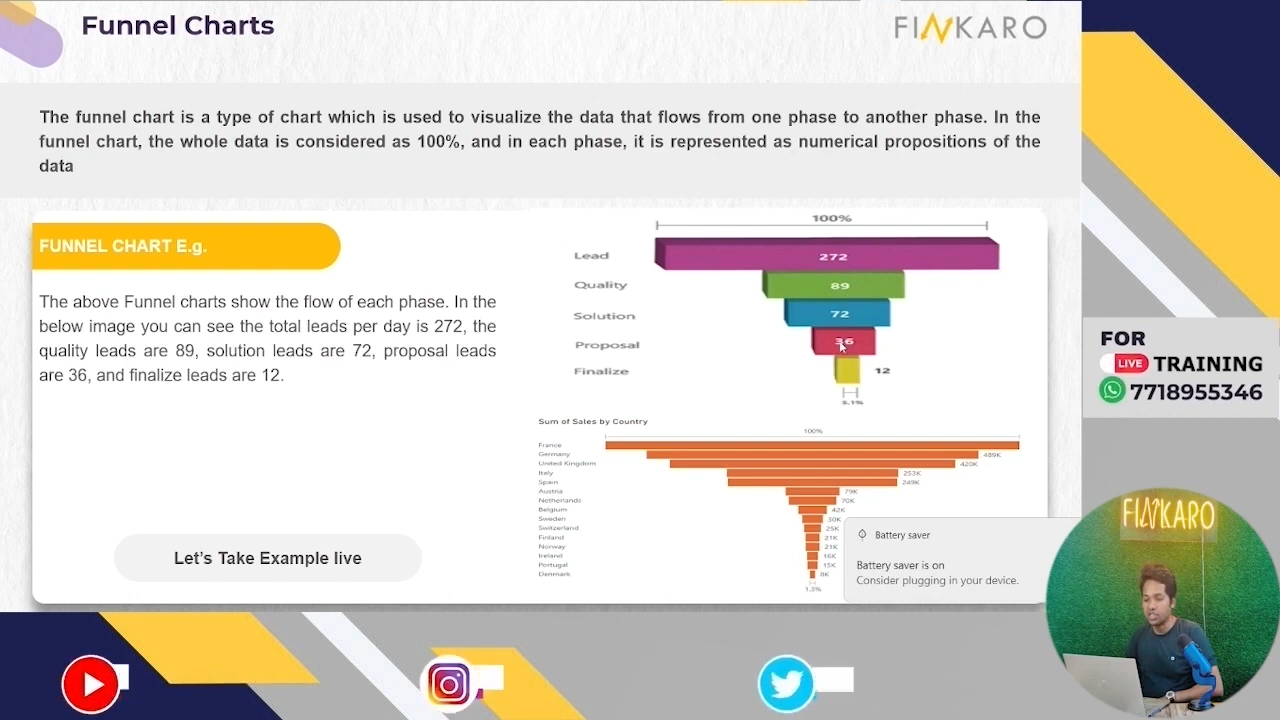 Funnel Charts
FINKARO
The funnel chart is a type of chart which is used to visualize the data that flows from one phase to another phase. In the
funnel chart, the whole data is considered as 100%, and in each phase, it is represented as numerical propositions of the
data
FUNNEL CHART E.g.
The above Funnel charts show the flow of each phase. In the
below image you can see the total leads per day is 272, the
quality leads are 89, solution leads are 72, proposal leads
are 36, and finalize leads are 12.
Let's Take Example live
100%
Lead 272
Quality 89
Solution 72
Proposal 36
Finalize 12
Sum of Sales by Country
100%
France
Germany 489K
United Kingdom 420K
Italy 253K
Spain 249K
Austria 79K
Netherlands 70K
Belgium 42K
Sweden 30K
Switzerland 25K
Finland 21K
Norway 21K
Ireland 16K
Portugal 15K
Denmark 8K
1.3%
Battery saver
Battery saver is on
Consider plugging in your device.
FOR
LIVE TRAINING
7718955346
FINKARO